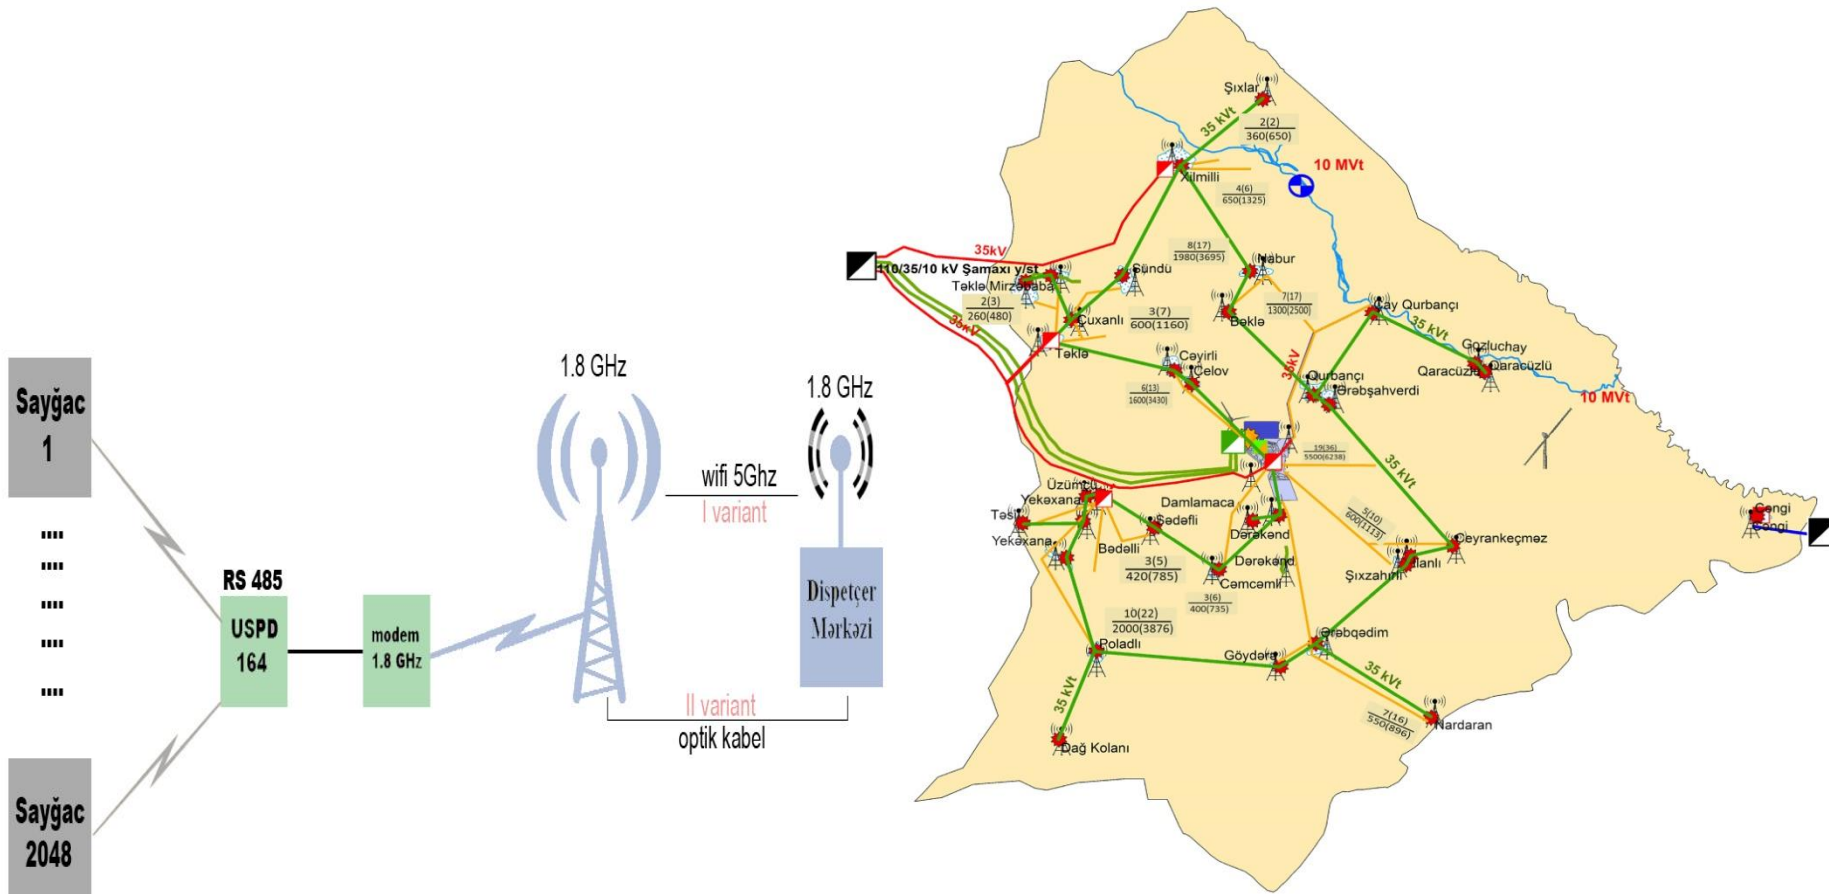 Sayğac
1
....
....
....
....
....
Sayğac
2048
RS 485
USPD
164
modem
1.8 GHz
1.8 GHz
wifi 5Ghz
I variant
II variant
optik kabel
1.8 GHz
Dispetçer
Mərkəzi
Şıxlar
35 kVt
2(2)
360(650)
10 MVt
Xilmilli
4(6)
650(1325)
35kV
8(17)
1980(3695)
110/35/10 kV Şamaxı y/st
Təklə Mirzəbaba
Sündü
Nabur
2(3)
260(480)
35kV
Cuxanlı
3(7)
600(1160)
7(17)
1300(2500)
Bəklə
Çay Qurbançı
35 kVt
Təklə
Cəyirli
Çelov
35kV
Gozluchay
Qaracüzlü
Qaracüzlü
Qurbançı
Ərəbşahverdi
10 MVt
6(13)
1600(3430)
19(36)
5500(6238)
35 kVt
Üzümçü
Yekəxana
Təsili
Yekəxana
Damlamaca
Sədəfli
Bədəlli
Dərəkənd
Dərəkənd
Cəmcəmli
5(10)
600(1113)
Ceyrankeçməz
Şıxzahırlı
Cəngi
Cəngi
3(5)
420(785)
3(6)
400(735)
10(22)
2000(3876)
Poladlı
Göydərə
Ərəbqədim
35 kVt
35 kVt
7(16)
550(896)
Nardaran
Dağ Kolanı